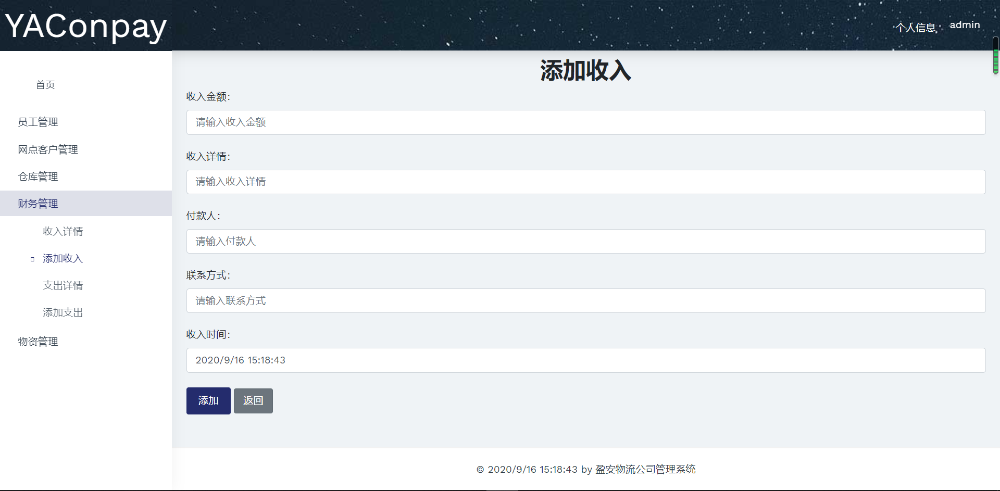 YAConpay
个人信息
admin
首页
员工管理
网点客户管理
仓库管理
财务管理
收入详情
添加收入
支出详情
添加支出
物资管理
添加收入
收入金额：
请输入收入金额
收入详情：
请输入收入详情
付款人：
请输入付款人
联系方式：
请输入联系方式
收入时间：
2020/9/16 15:18:43
添加 返回
© 2020/9/16 15:18:43 by 盈安物流公司管理系统